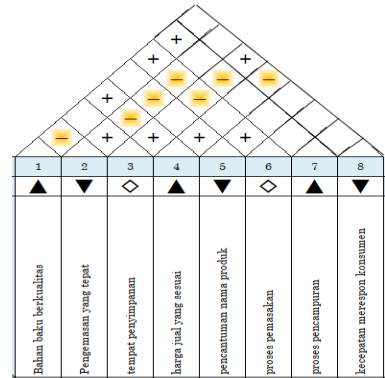 +
+ +
− − −
+ − −
−
− + + + +
1 2 3 4 5 6 7 8
▲ ▼ ◇ ▲ ▼ ◇ ▲ ▼
Bahan baku berkualitas
Pengemasan yang tepat
tempat penyimpanan
harga jual yang sesuai
pencantuman nama produk
proses pemasakan
proses pencampuran
kecepatan merespon konsumen